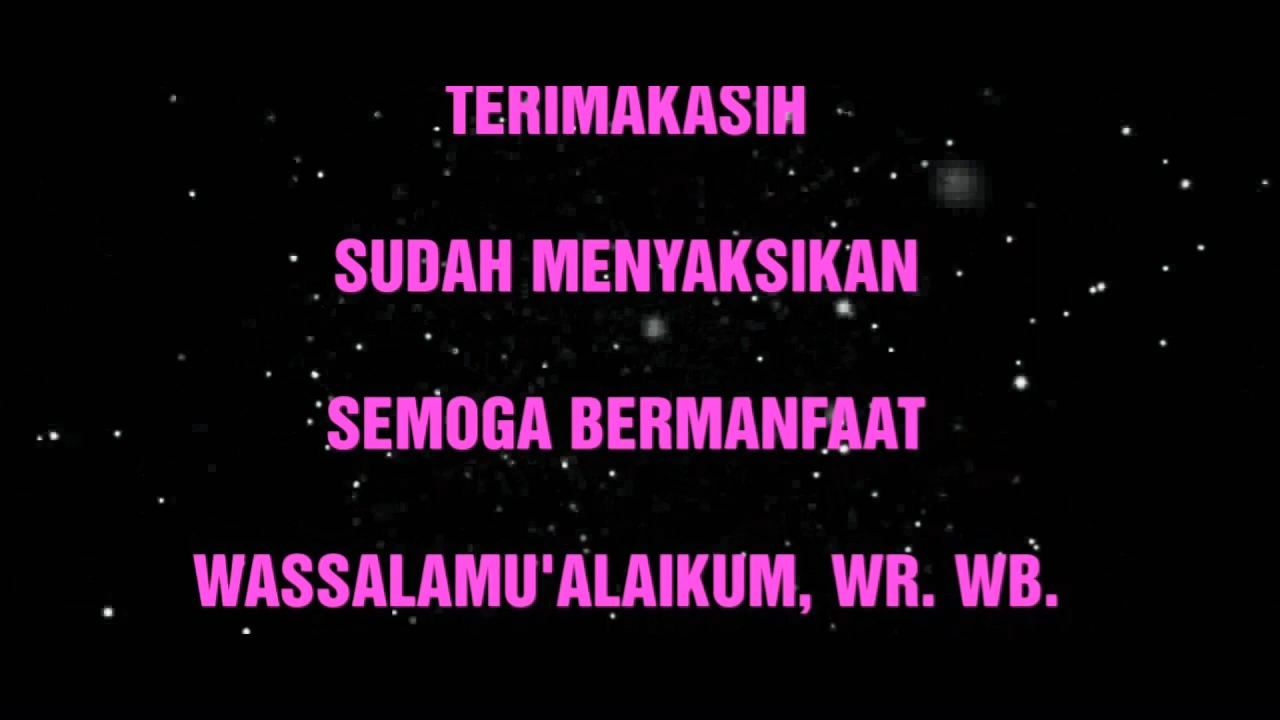 TERIMAKASIH
SUDAH MENYAKSIKAN
SEMOGA BERMANFAAT
WASSALAMU'ALAIKUM, WR. WB.